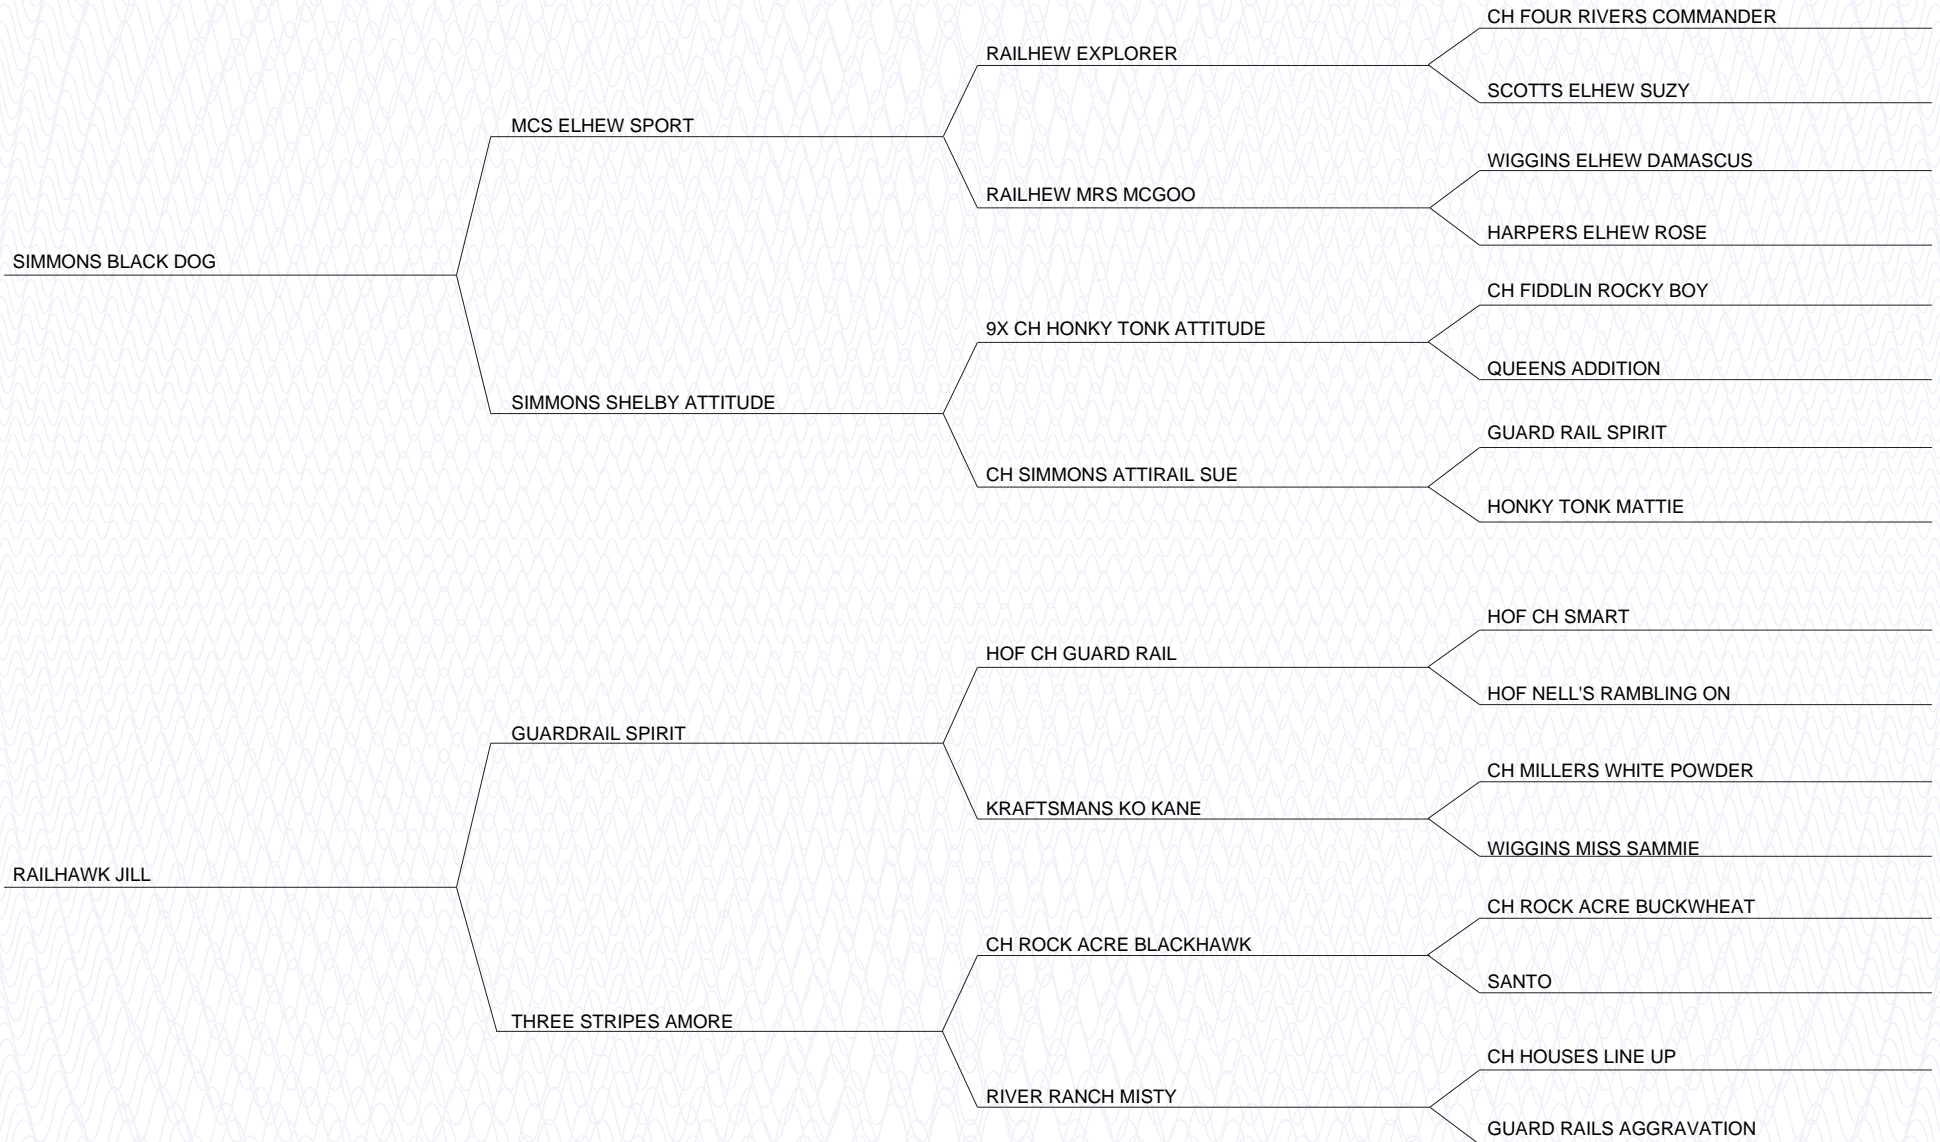 CH FOUR RIVERS COMMANDER
RAILHEW EXPLORER
SCOTTS ELHEW SUZY
MCS ELHEW SPORT
WIGGINS ELHEW DAMASCUS
RAILHEW MRS MCGOO
HARPERS ELHEW ROSE
SIMMONS BLACK DOG
CH FIDDLIN ROCKY BOY
9X CH HONKY TONK ATTITUDE
QUEENS ADDITION
SIMMONS SHELBY ATTITUDE
GUARD RAIL SPIRIT
CH SIMMONS ATTIRAIL SUE
HONKY TONK MATTIE
HOF CH SMART
HOF CH GUARD RAIL
HOF NELL'S RAMBLING ON
GUARDRAIL SPIRIT
CH MILLERS WHITE POWDER
KRAFTSMANS KO KANE
WIGGINS MISS SAMMIE
RAILHAWK JILL
CH ROCK ACRE BUCKWHEAT
CH ROCK ACRE BLACKHAWK
SANTO
THREE STRIPES AMORE
CH HOUSES LINE UP
RIVER RANCH MISTY
GUARD RAILS AGGRAVATION